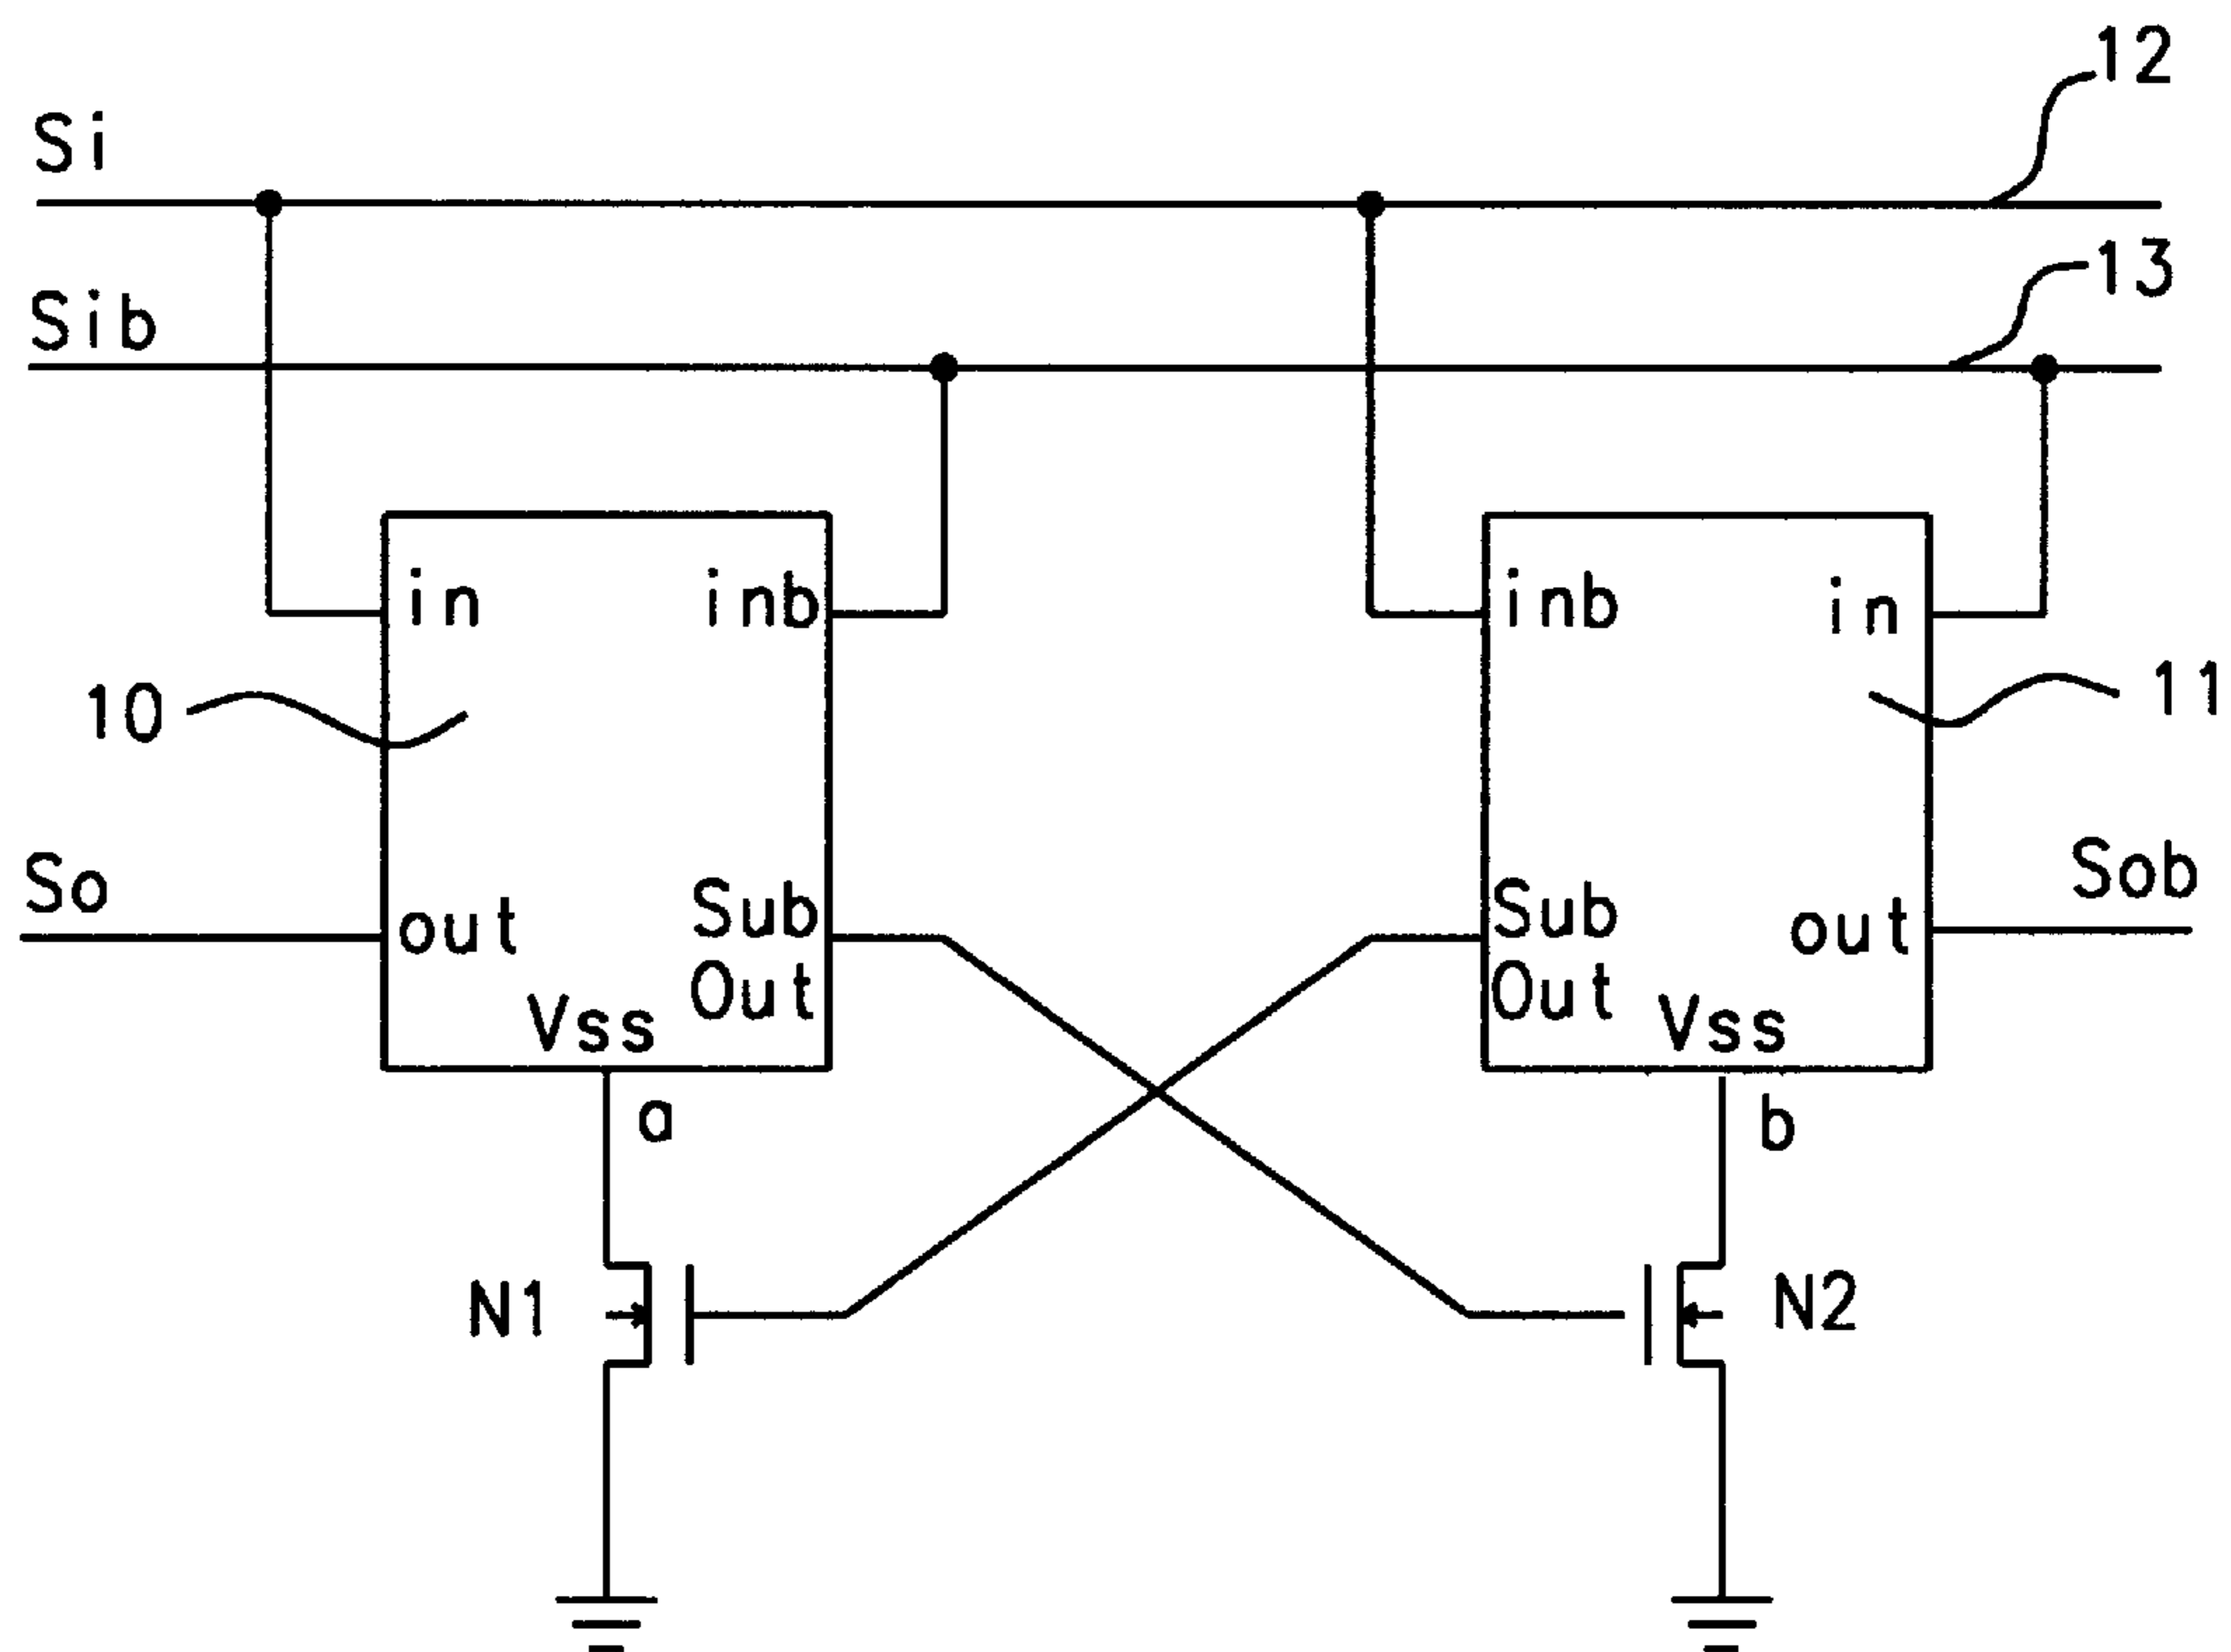 12
Si
13
Sib
in inb
inb in
10
11
So
Sob
out
Sub
Out
Vss
Sub
Out
out
Vss
a
b
N1
N2